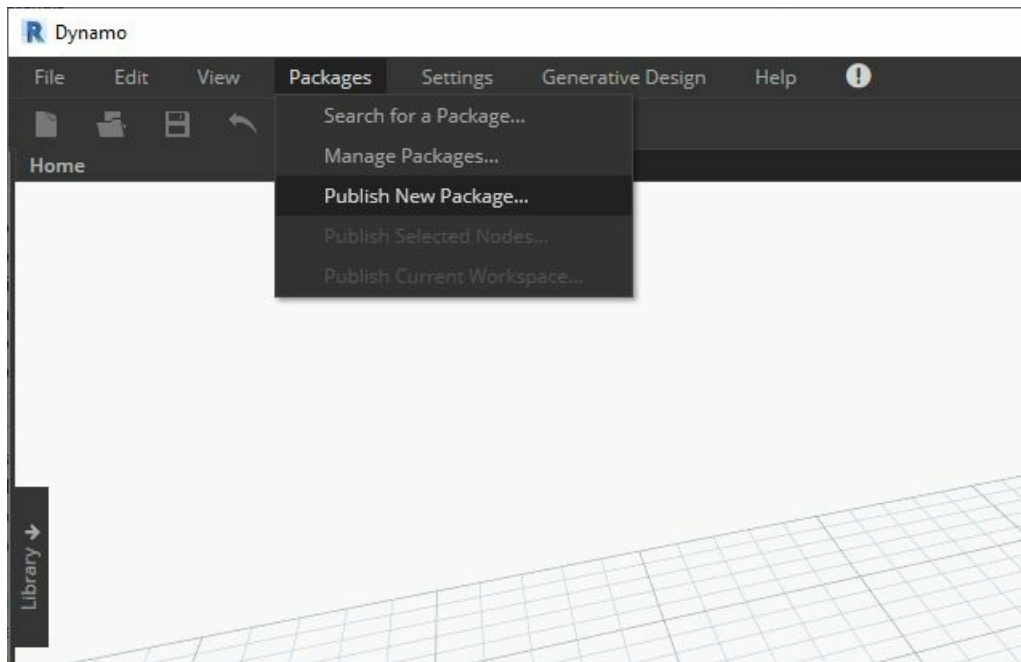 R Dynamo
File Edit View Packages Settings Generative Design Help !
Search for a Package...
Manage Packages...
Home
Publish New Package...
Publish Selected Nodes...
Publish Current Workspace...
Library